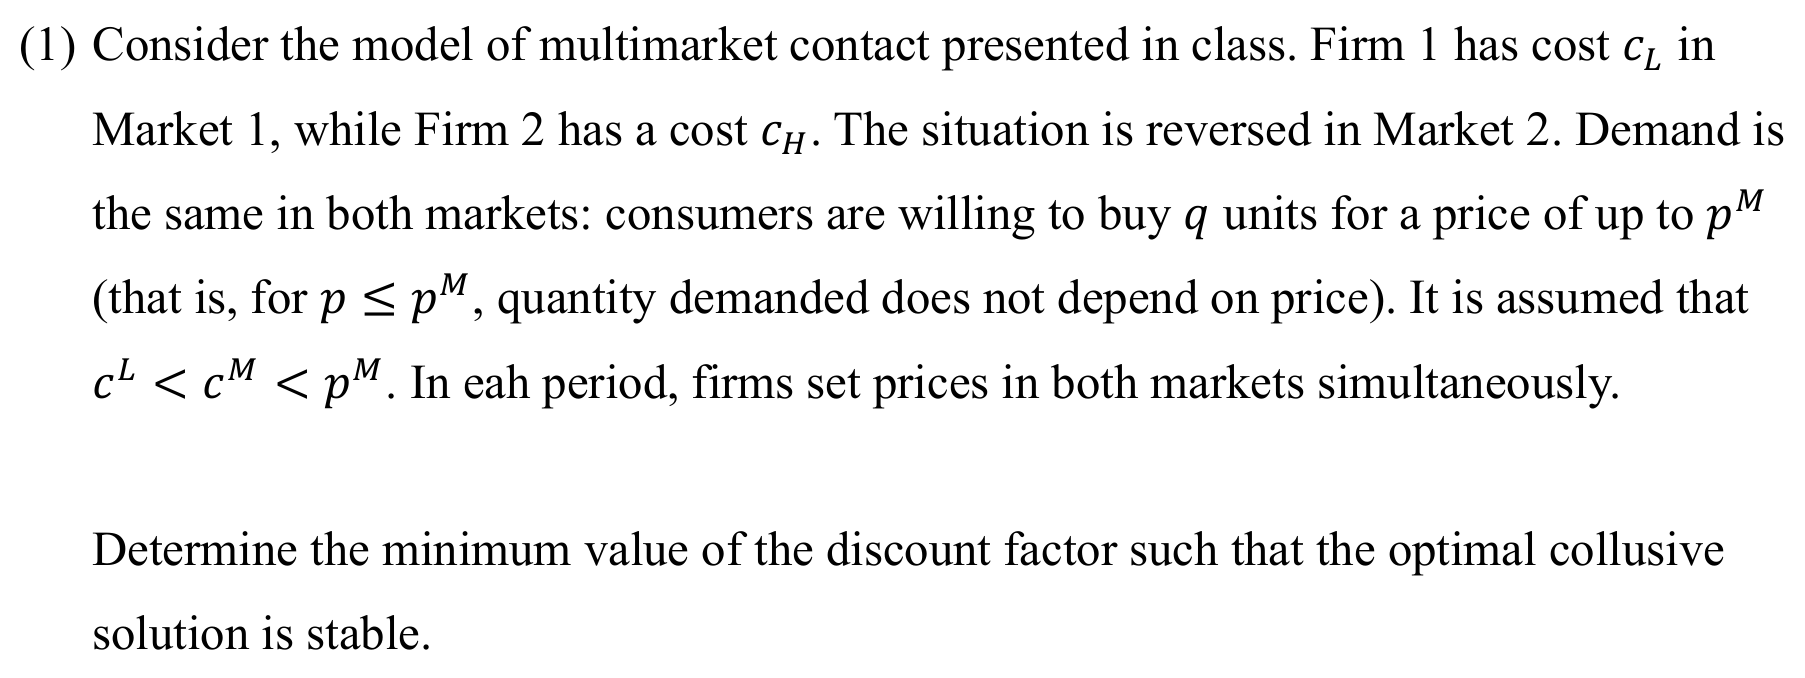 (1) Consider the model of multimarket contact presented in class. Firm 1 has cost c_L in
Market 1, while Firm 2 has a cost c_H. The situation is reversed in Market 2. Demand is
the same in both markets: consumers are willing to buy q units for a price of up to p^M
(that is, for p ≤ p^M, quantity demanded does not depend on price). It is assumed that
c^L < c^M < p^M. In eah period, firms set prices in both markets simultaneously.
Determine the minimum value of the discount factor such that the optimal collusive
solution is stable.